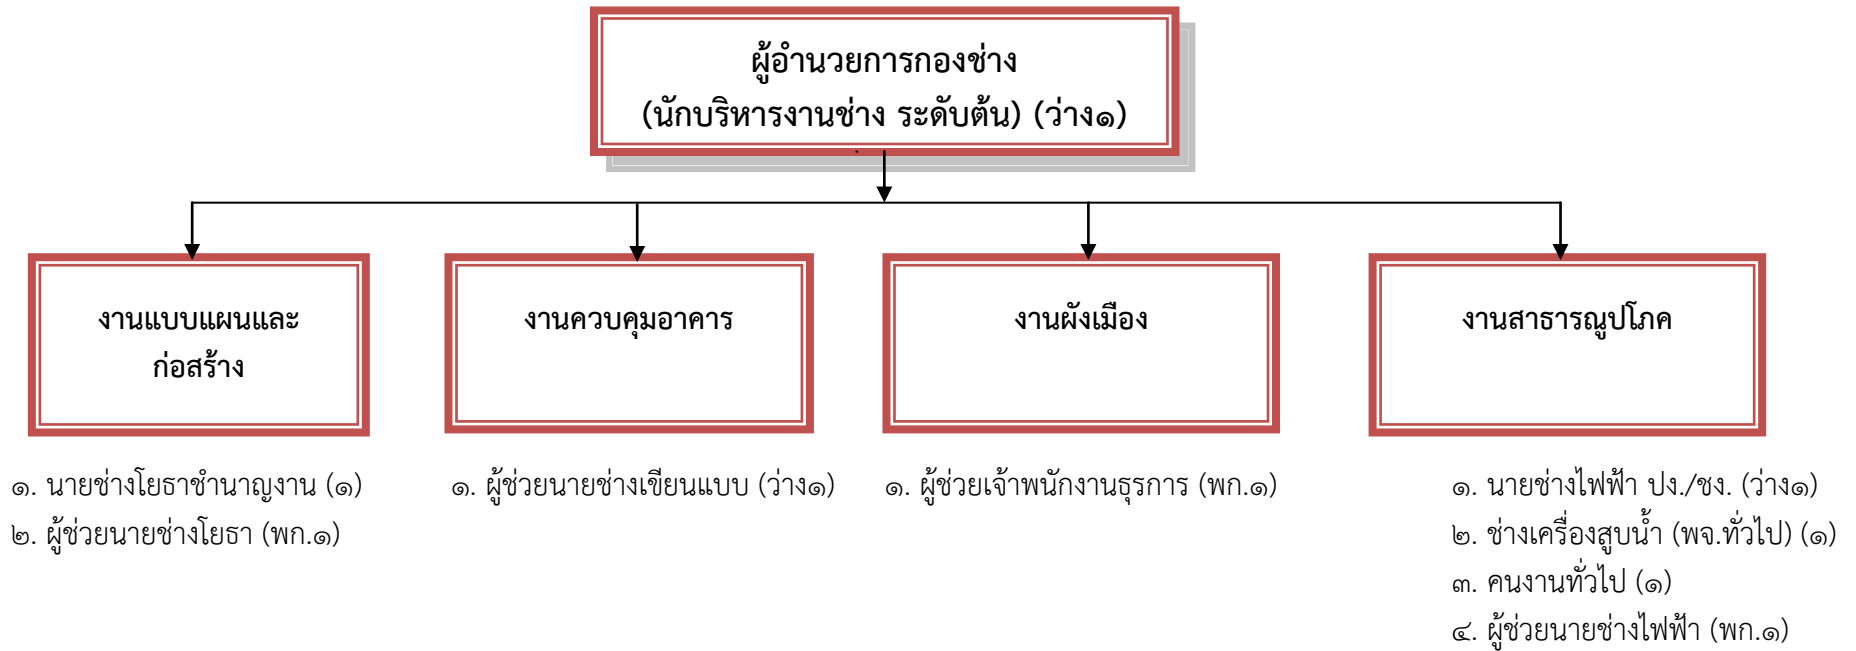 ผู้อำนวยการกองช่าง
(นักบริหารงานช่าง ระดับต้น) (ว่าง๑)
งานแบบแผนและ
ก่อสร้าง
งานควบคุมอาคาร
งานผังเมือง
งานสาธารณูปโภค
๑. นายช่างโยธาชำนาญงาน (๑)
๒. ผู้ช่วยนายช่างโยธา (พก.๑)
๑. ผู้ช่วยนายช่างเขียนแบบ (ว่าง๑)
๑. ผู้ช่วยเจ้าพนักงานธุรการ (พก.๑)
๑. นายช่างไฟฟ้า ปง./ชง. (ว่าง๑)
๒. ช่างเครื่องสูบน้ำ (พจ.ทั่วไป) (๑)
๓. คนงานทั่วไป (๑)
๔. ผู้ช่วยนายช่างไฟฟ้า (พก.๑)